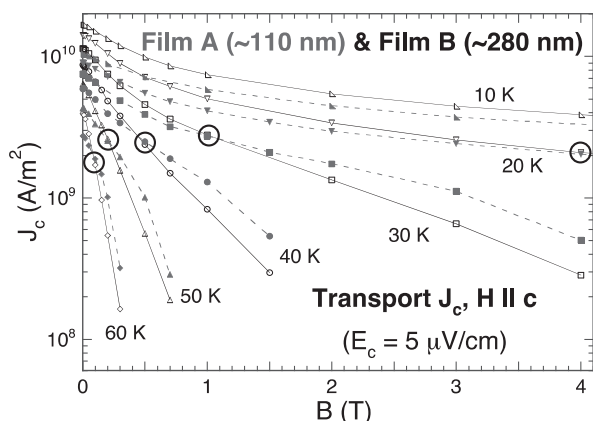 Film A (~110 nm) & Film B (~280 nm)
10^10
10 K
J_c (A/m^2)
20 K
10^9
30 K
40 K
50 K
Transport J_c, H II c
60 K
(E_c = 5 μV/cm)
10^8
0 1 2 3 4
B (T)